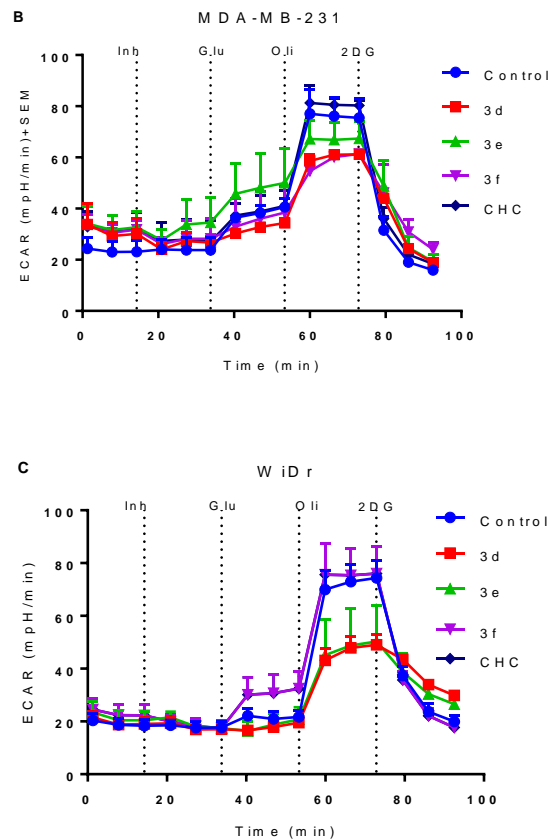 B
MDA-MB-231
Inh
Glu
Oli
2DG
100
80
60
40
20
0
ECAR (mpH/min)+SEM
0 20 40 60 80 100
Time (min)
Control
3d
3e
3f
CHC
C
WiDr
Inh
Glu
Oli
2DG
100
80
60
40
20
0
ECAR (mpH/min)
0 20 40 60 80 100
Time (min)
Control
3d
3e
3f
CHC